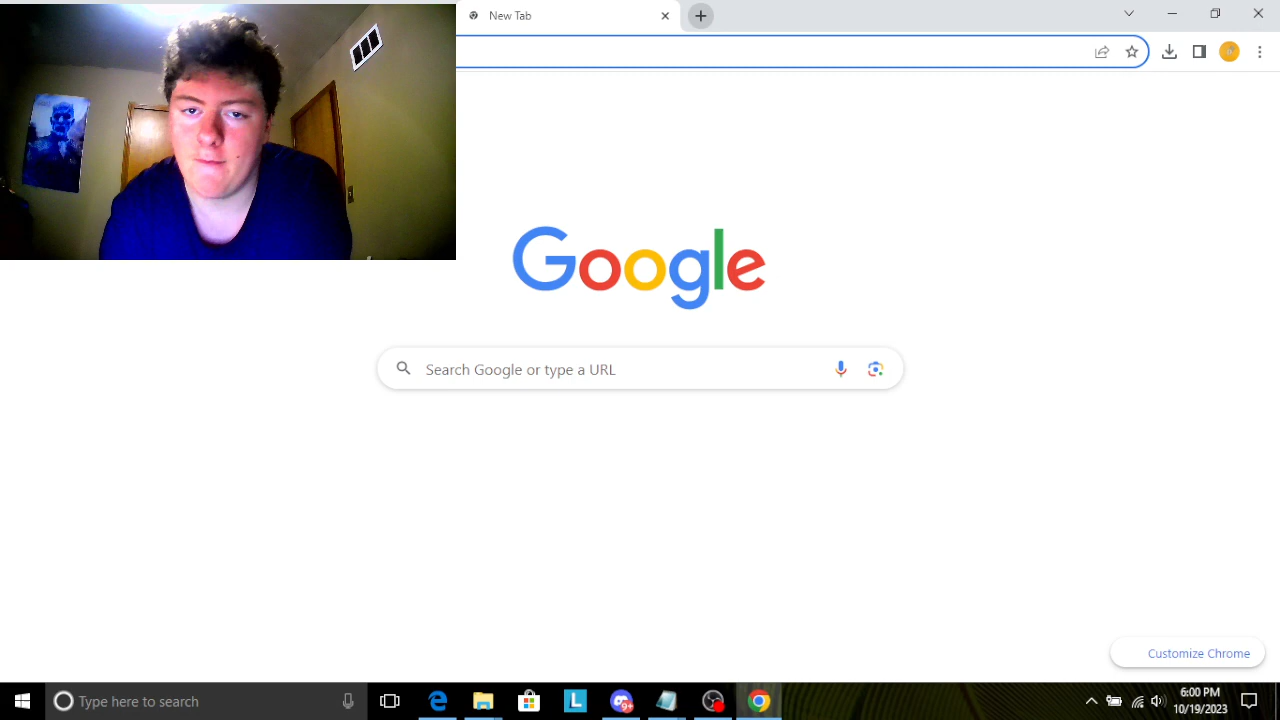 New Tab
Google
Search Google or type a URL
Customize Chrome
Type here to search
L
9+
6:00 PM
10/19/2023